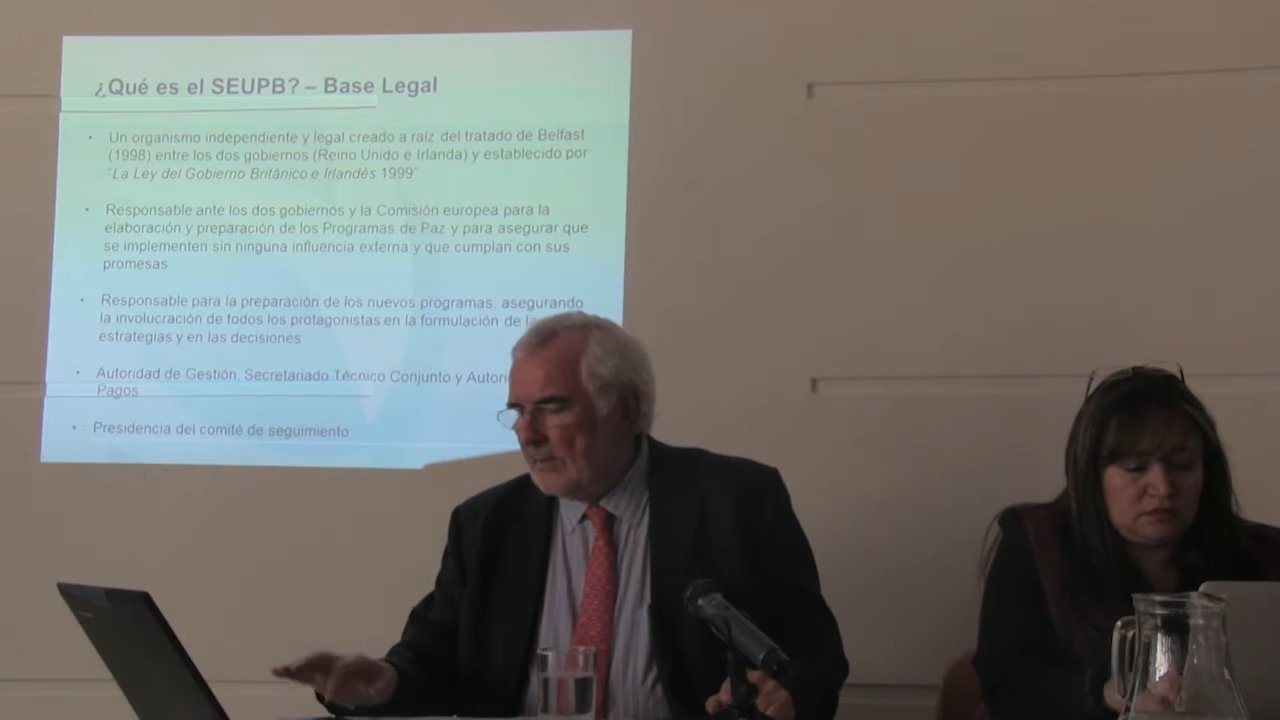 ¿Qué es el SEUPB? – Base Legal
• Un organismo independiente y legal creado a raíz del tratado de Belfast
(1998) entre los dos gobiernos (Reino Unido e Irlanda) y establecido por
"La Ley del Gobierno Británico e Irlandés 1999"
• Responsable ante los dos gobiernos y la Comisión europea para la
elaboración y preparación de los Programas de Paz y para asegurar que
se implementen sin ninguna influencia externa y que cumplan con sus
promesas
• Responsable para la preparación de los nuevos programas, asegurando
la involucración de todos los protagonistas en la formulación de
estrategias y en las decisiones
• Autoridad de Gestión, Secretariado Técnico Conjunto y
Pagos
• Presidencia del comité de seguimiento